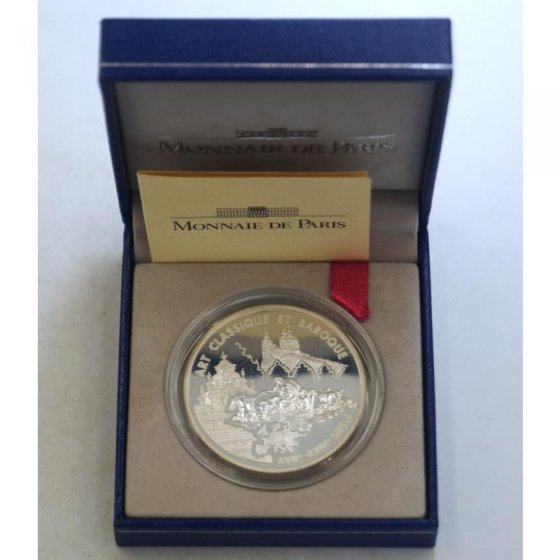 MONNAIE DE PARIS
MONNAIE DE PARIS
ART CLASSIQUE ET BAROQUE